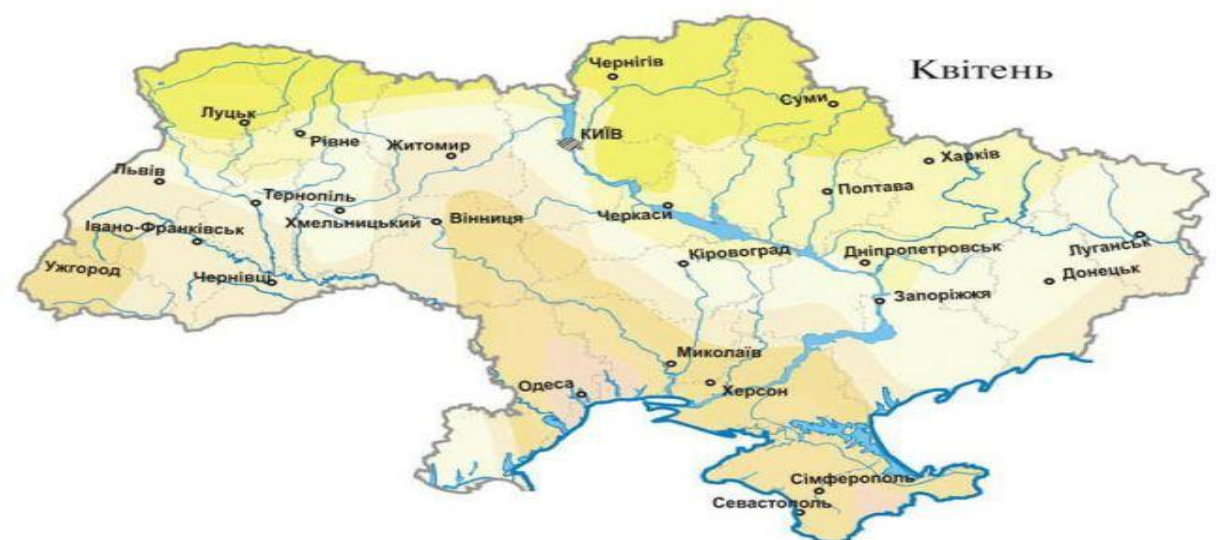 Квітень
Чернігів
Суми
Луцьк
КИЇВ
Рівне
Житомир
Харків
Львів
Полтава
Тернопіль
Черкаси
Хмельницький
Вінниця
Івано-Франківськ
Луганськ
Кіровоград
Дніпропетровськ
Ужгород
Чернівці
Донецьк
Запоріжжя
Миколаїв
Одеса
Херсон
Сімферополь
Севастополь